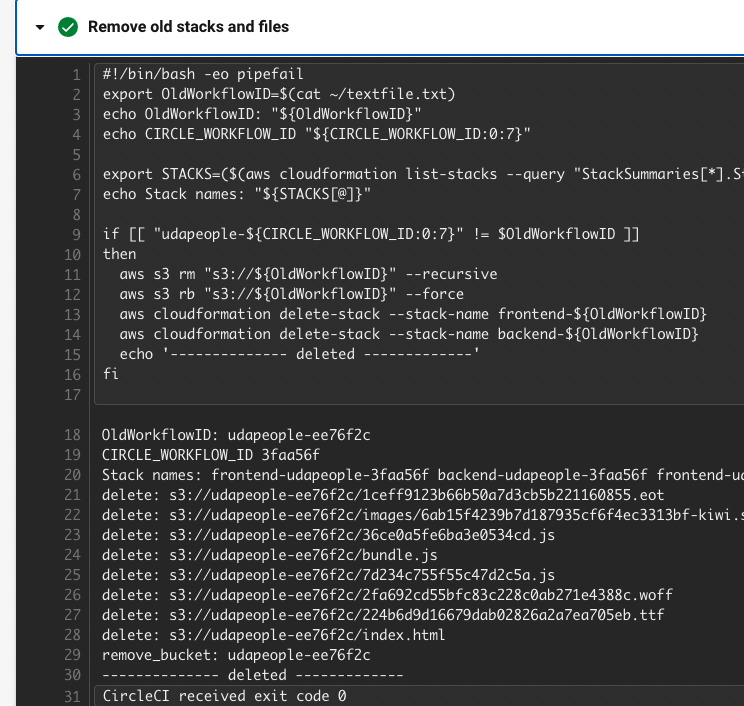 Remove old stacks and files
1 #!/bin/bash -eo pipefail
2 export OldWorkflowID=$(cat ~/textfile.txt)
3 echo OldWorkflowID: "${OldWorkflowID}"
4 echo CIRCLE_WORKFLOW_ID "${CIRCLE_WORKFLOW_ID:0:7}"
5
6 export STACKS=($(aws cloudformation list-stacks --query "StackSummaries[*].St
7 echo Stack names: "${STACKS[@]}"
8
9 if [[ "udapeople-${CIRCLE_WORKFLOW_ID:0:7}" != $OldWorkflowID ]]
10 then
11   aws s3 rm "s3://${OldWorkflowID}" --recursive
12   aws s3 rb "s3://${OldWorkflowID}" --force
13   aws cloudformation delete-stack --stack-name frontend-${OldWorkflowID}
14   aws cloudformation delete-stack --stack-name backend-${OldWorkflowID}
15   echo '-------------- deleted -------------'
16 fi
17
18 OldWorkflowID: udapeople-ee76f2c
19 CIRCLE_WORKFLOW_ID 3faa56f
20 Stack names: frontend-udapeople-3faa56f backend-udapeople-3faa56f frontend-ud
21 delete: s3://udapeople-ee76f2c/1ceff9123b66b50a7d3cb5b221160855.eot
22 delete: s3://udapeople-ee76f2c/images/6ab15f4239b7d187935cf6f4ec3313bf-kiwi.s
23 delete: s3://udapeople-ee76f2c/36ce0a5fe6ba3e0534cd.js
24 delete: s3://udapeople-ee76f2c/bundle.js
25 delete: s3://udapeople-ee76f2c/7d234c755f55c47d2c5a.js
26 delete: s3://udapeople-ee76f2c/2fa692cd55bfc83c228c0ab271e4388c.woff
27 delete: s3://udapeople-ee76f2c/224b6d9d16679dab02826a2a7ea705eb.ttf
28 delete: s3://udapeople-ee76f2c/index.html
29 remove_bucket: udapeople-ee76f2c
30 -------------- deleted -------------
31 CircleCI received exit code 0